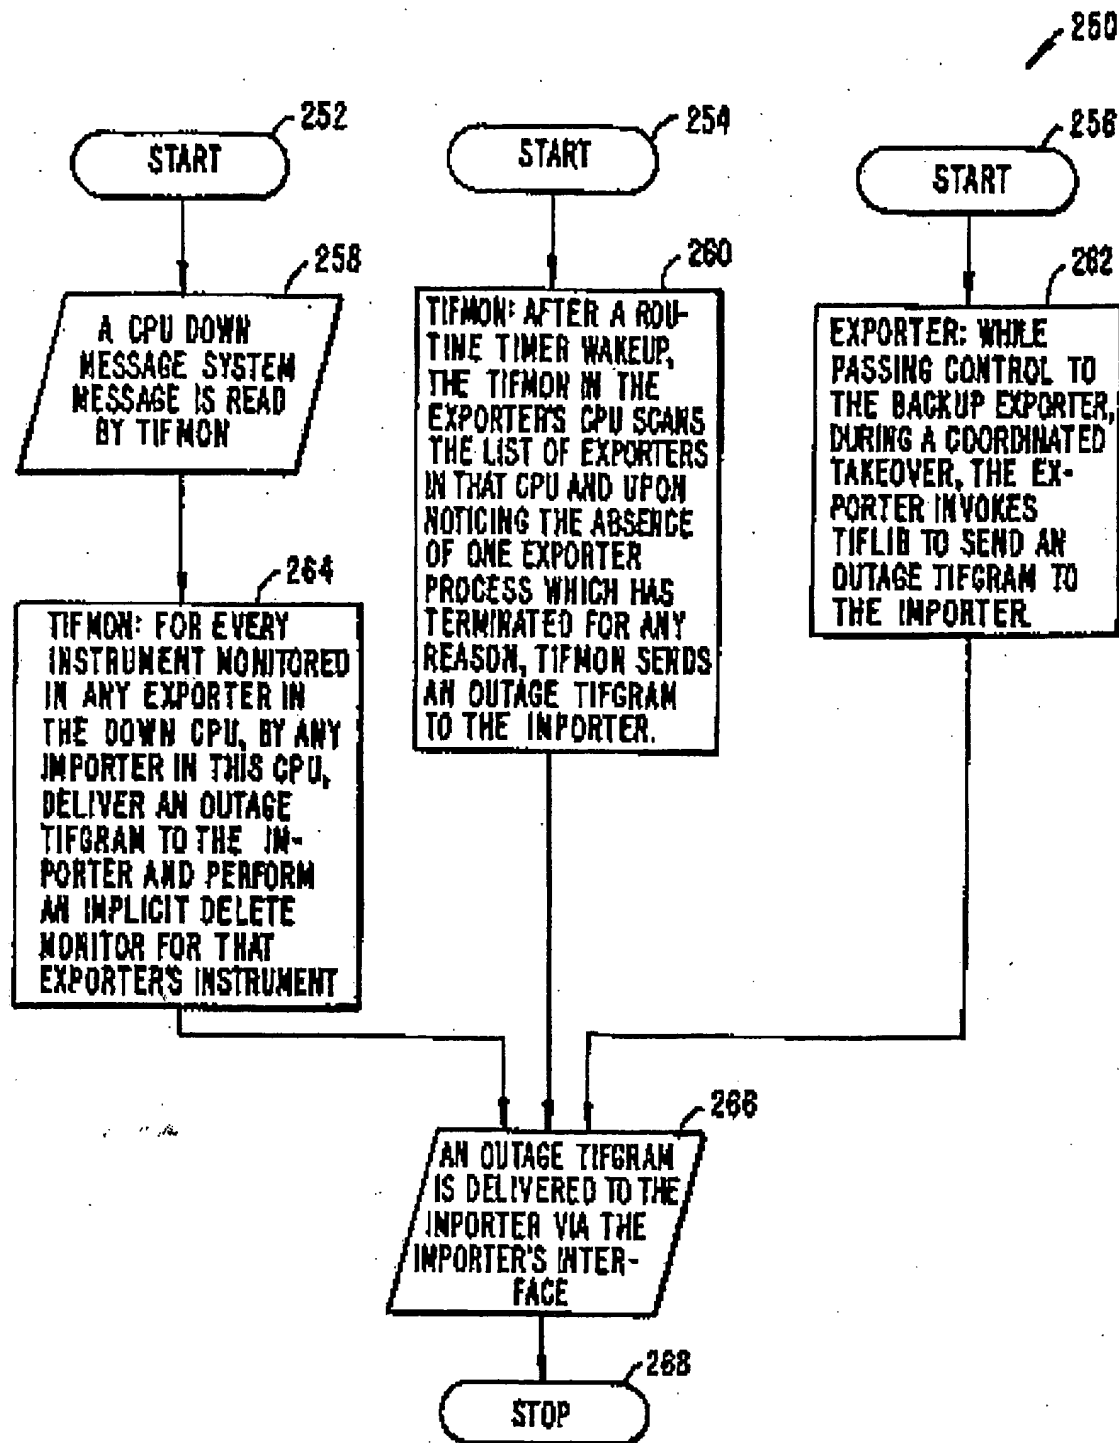 250
252
START
254
START
256
START
258
A CPU DOWN
MESSAGE SYSTEM
MESSAGE IS READ
BY TIFMON
260
TIFMON: AFTER A ROU-
TINE TIMER WAKEUP,
THE TIFMON IN THE
EXPORTER'S CPU SCANS
THE LIST OF EXPORTERS
IN THAT CPU AND UPON
NOTICING THE ABSENCE
OF ONE EXPORTER
PROCESS WHICH HAS
TERMINATED FOR ANY
REASON, TIFMON SENDS
AN OUTAGE TIFGRAM
TO THE IMPORTER.
262
EXPORTER: WHILE
PASSING CONTROL TO
THE BACKUP EXPORTER,
DURING A COORDINATED
TAKEOVER, THE EX-
PORTER INVOKES
TIFLIB TO SEND AN
OUTAGE TIFGRAM TO
THE IMPORTER.
264
TIFMON: FOR EVERY
INSTRUMENT MONITORED
IN ANY EXPORTER IN
THE DOWN CPU, BY ANY
IMPORTER IN THIS CPU,
DELIVER AN OUTAGE
TIFGRAM TO THE IM-
PORTER AND PERFORM
AN IMPLICIT DELETE
MONITOR FOR THAT
EXPORTER'S INSTRUMENT
266
AN OUTAGE TIFGRAM
IS DELIVERED TO THE
IMPORTER VIA THE
IMPORTER'S INTER-
FACE
268
STOP